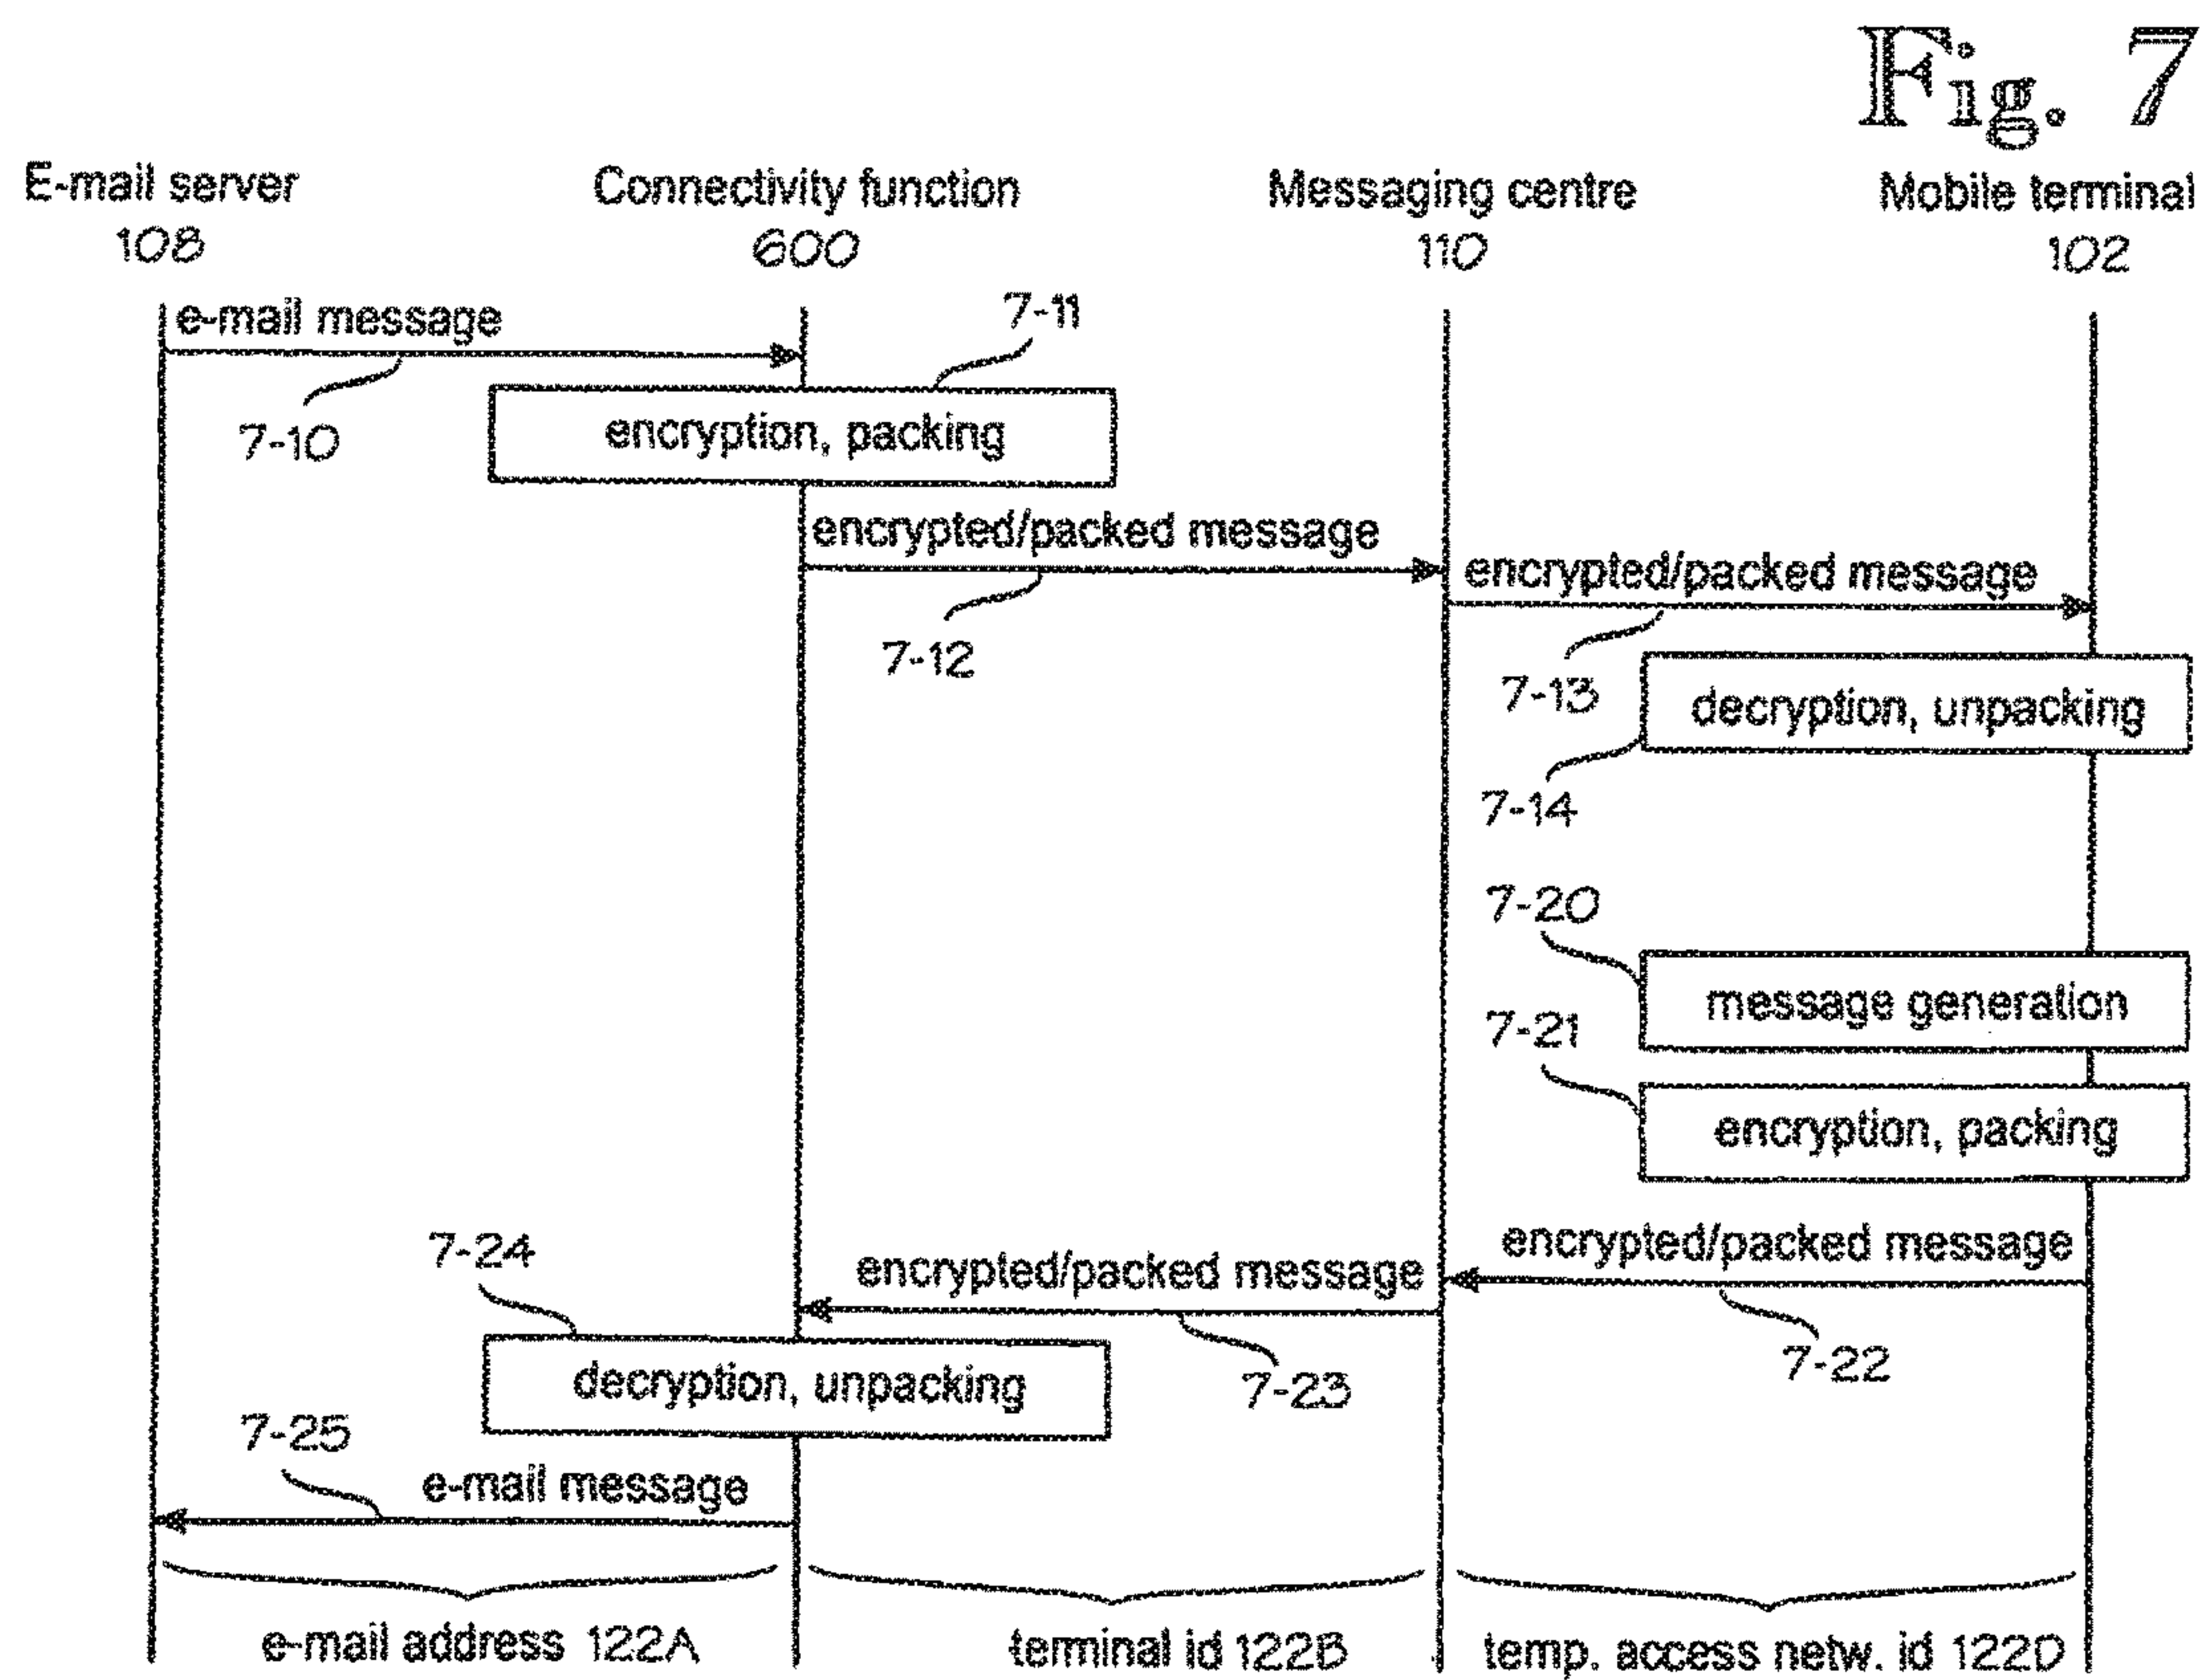 Fig. 7
E-mail server
108
Connectivity function
600
Messaging centre
110
Mobile terminal
102
e-mail message
7-10
7-11
encryption, packing
encrypted/packed message
7-12
encrypted/packed message
7-13
decryption, unpacking
7-14
7-20
message generation
7-21
encryption, packing
encrypted/packed message
7-22
encrypted/packed message
7-23
7-24
decryption, unpacking
7-25
e-mail message
e-mail address 122A
terminal id 122B
temp. access netw. id 122D